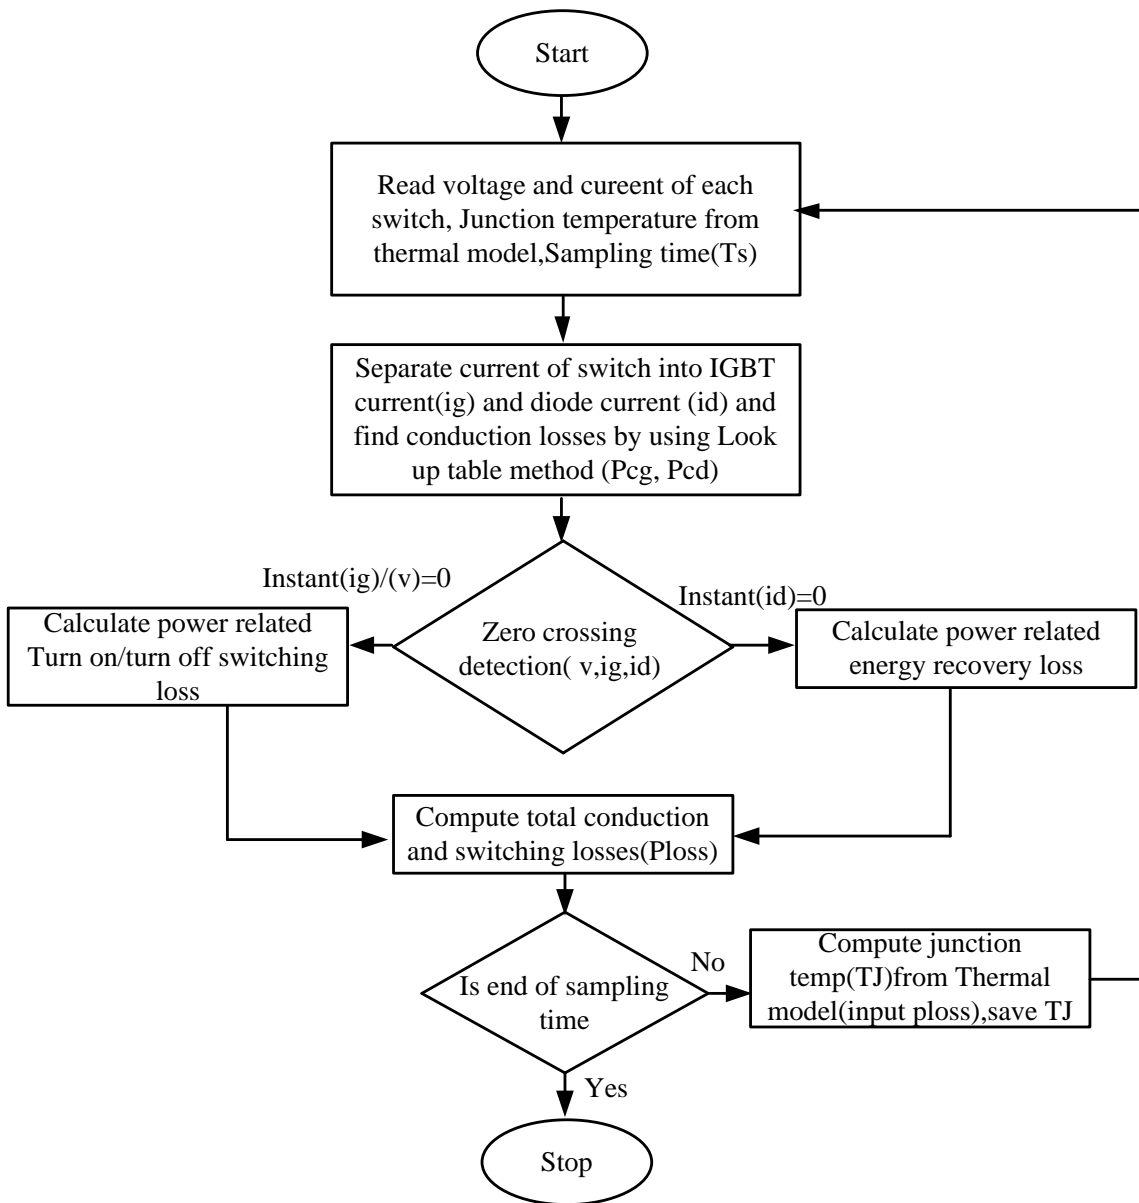 Start
Read voltage and cureent of each
switch, Junction temperature from
thermal model,Sampling time(Ts)
Separate current of switch into IGBT
current(ig) and diode current (id) and
find conduction losses by using Look
up table method (Pcg, Pcd)
Instant(ig)/(v)=0
Instant(id)=0
Calculate power related
Turn on/turn off switching
loss
Zero crossing
detection( v,ig,id)
Calculate power related
energy recovery loss
Compute total conduction
and switching losses(Ploss)
Is end of sampling
time
No
Compute junction
temp(TJ)from Thermal
model(input ploss),save TJ
Yes
Stop